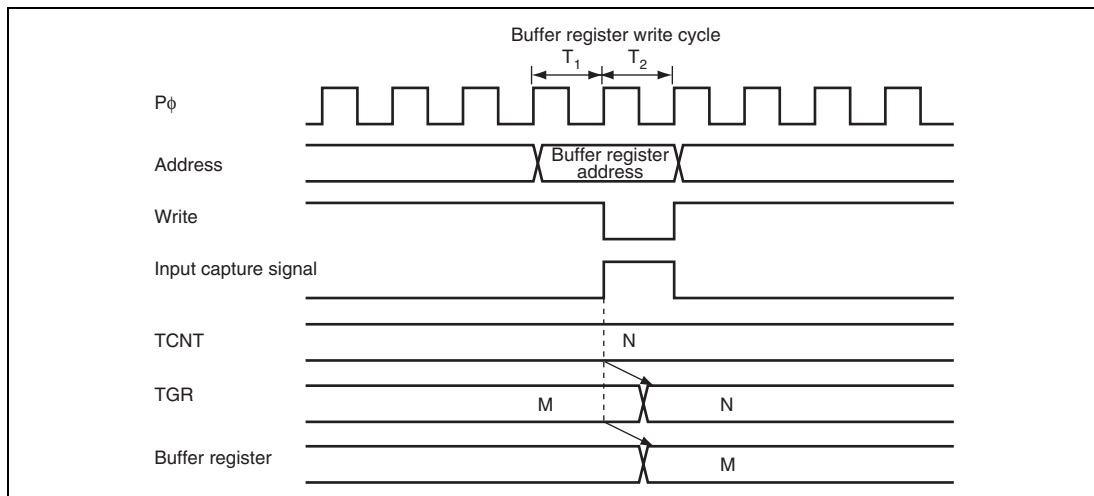 Buffer register write cycle
T1 T2
Pϕ
Address
Buffer register
address
Write
Input capture signal
TCNT
N
TGR
M N
Buffer register
M